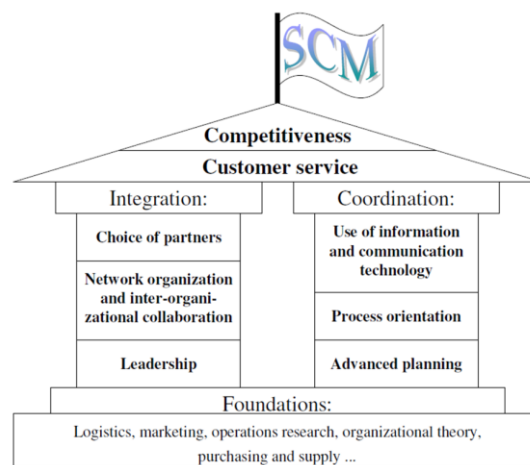 SCM
Competitiveness
Customer service
Integration:
Choice of partners
Network organization
and inter-organi-
zational collaboration
Leadership
Coordination:
Use of information
and communication
technology
Process orientation
Advanced planning
Foundations:
Logistics, marketing, operations research, organizational theory,
purchasing and supply ...